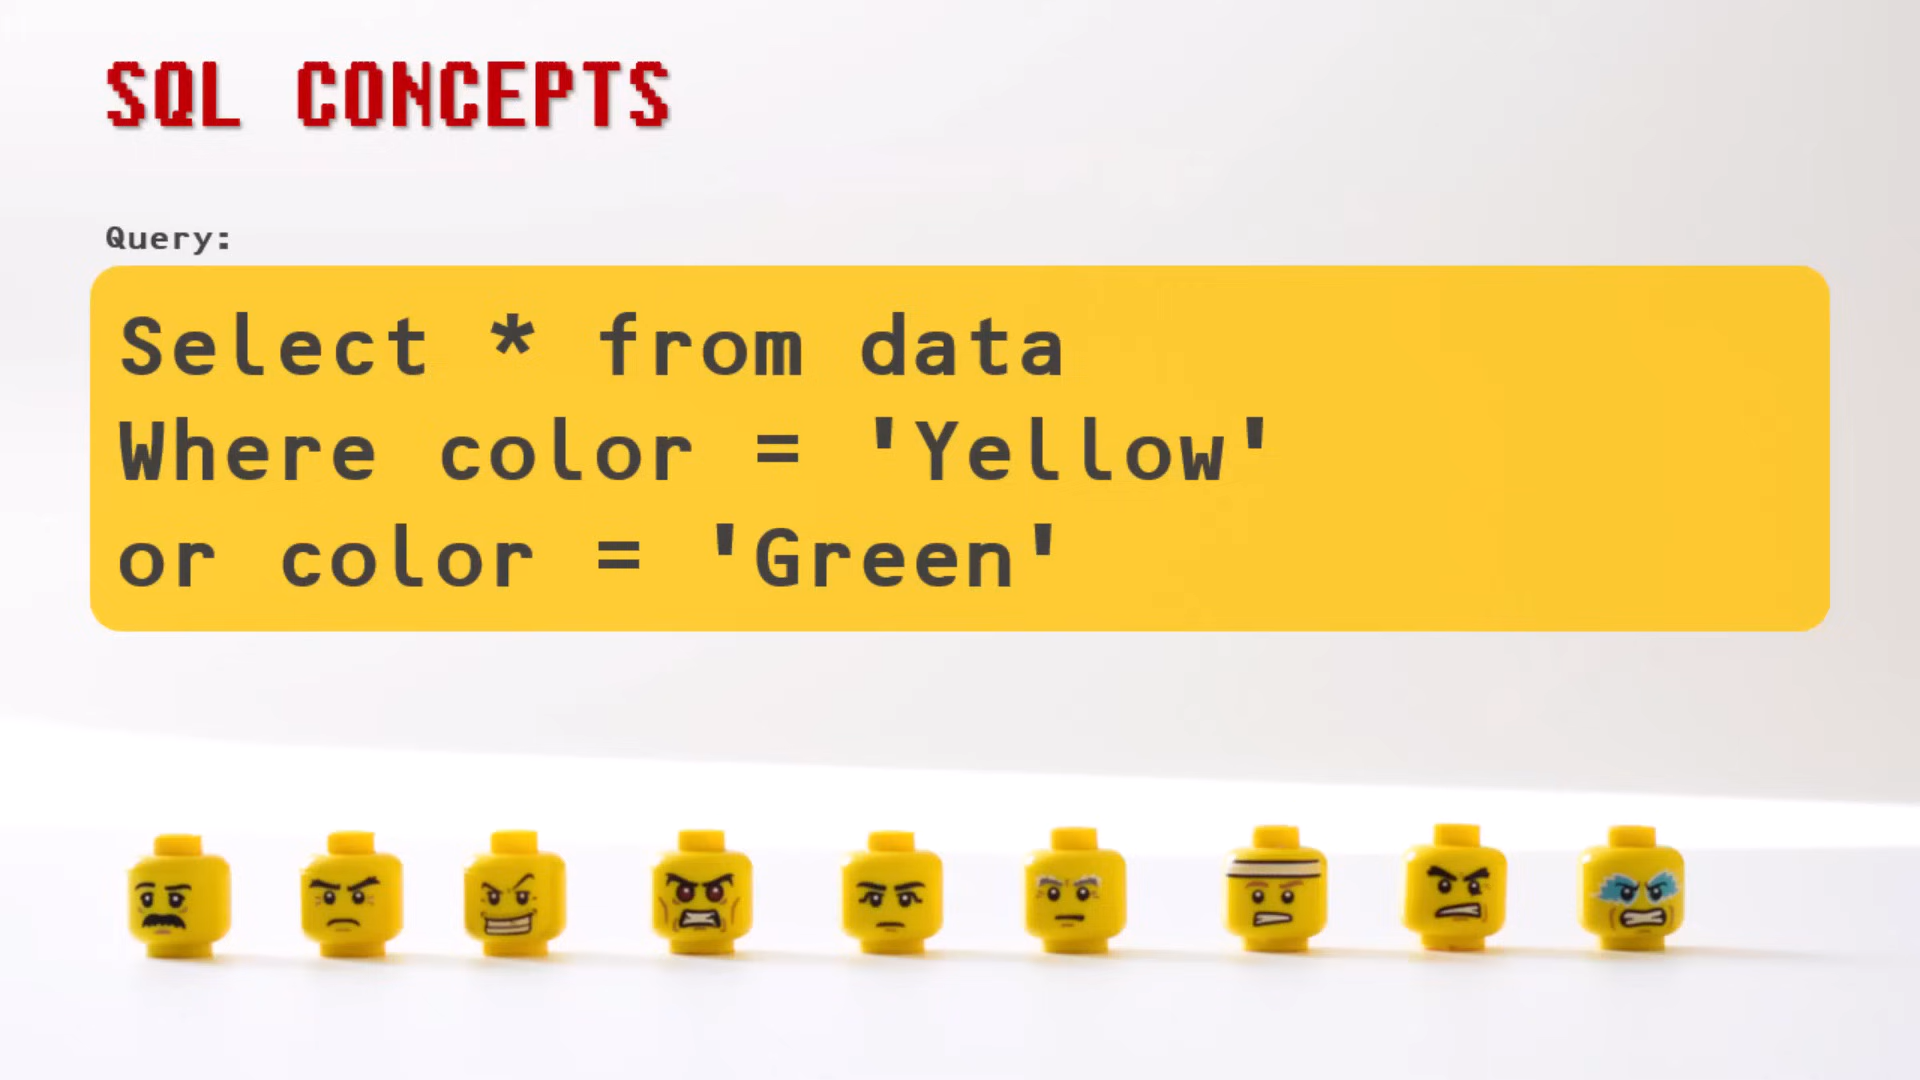 SQL CONCEPTS
Query:
Select * from data
Where color = 'Yellow'
or color = 'Green'